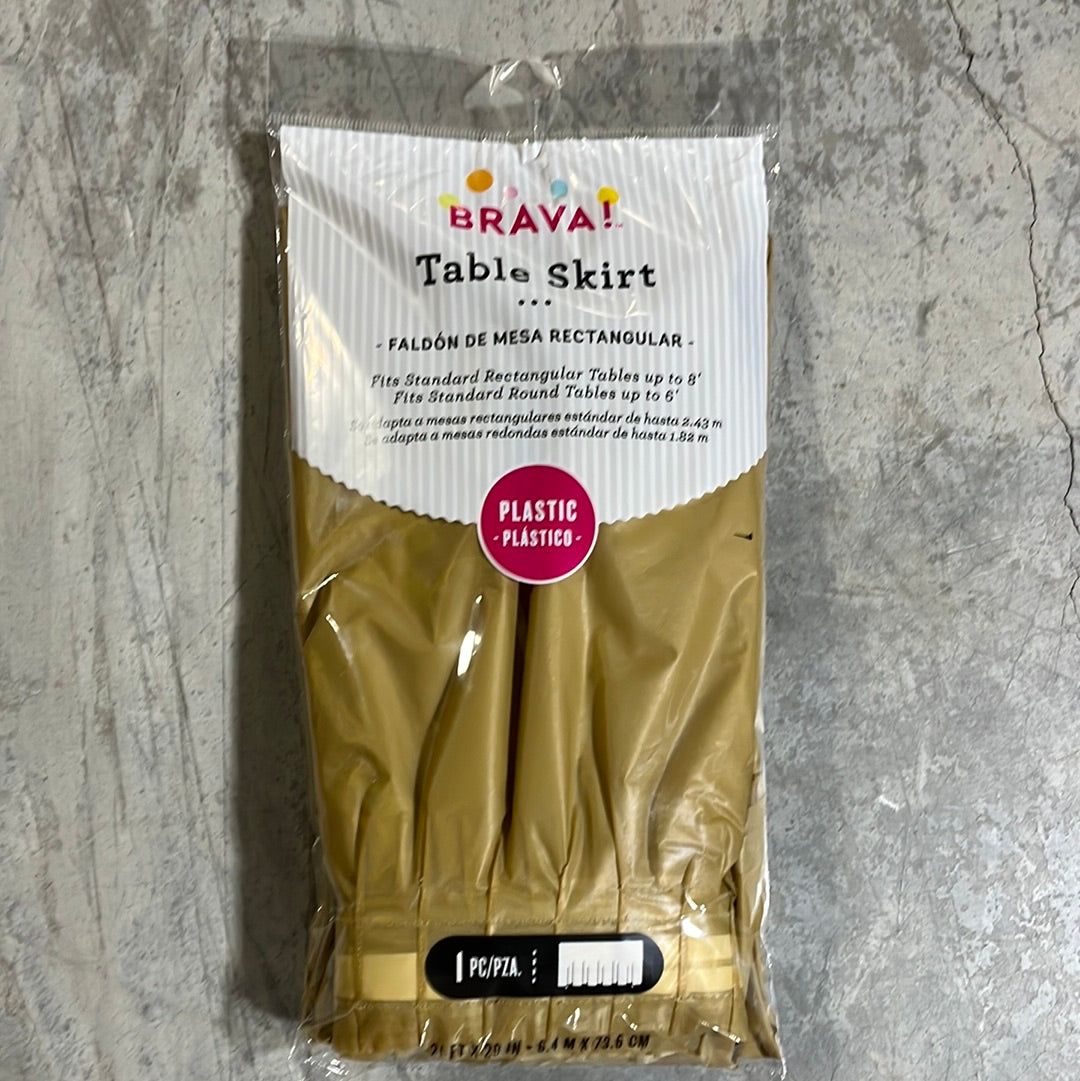 BRAVA!™
Table Skirt
- FALDÓN DE MESA RECTANGULAR -
Fits Standard Rectangular Tables up to 8'
Fits Standard Round Tables up to 6'
Se adapta a mesas rectangulares estándar de hasta 2.43 m
Se adapta a mesas redondas estándar de hasta 1.82 m
PLASTIC
- PLÁSTICO -
1 PC/PZA.
21 FT X 29 IN - 6.4 M X 73.6 CM